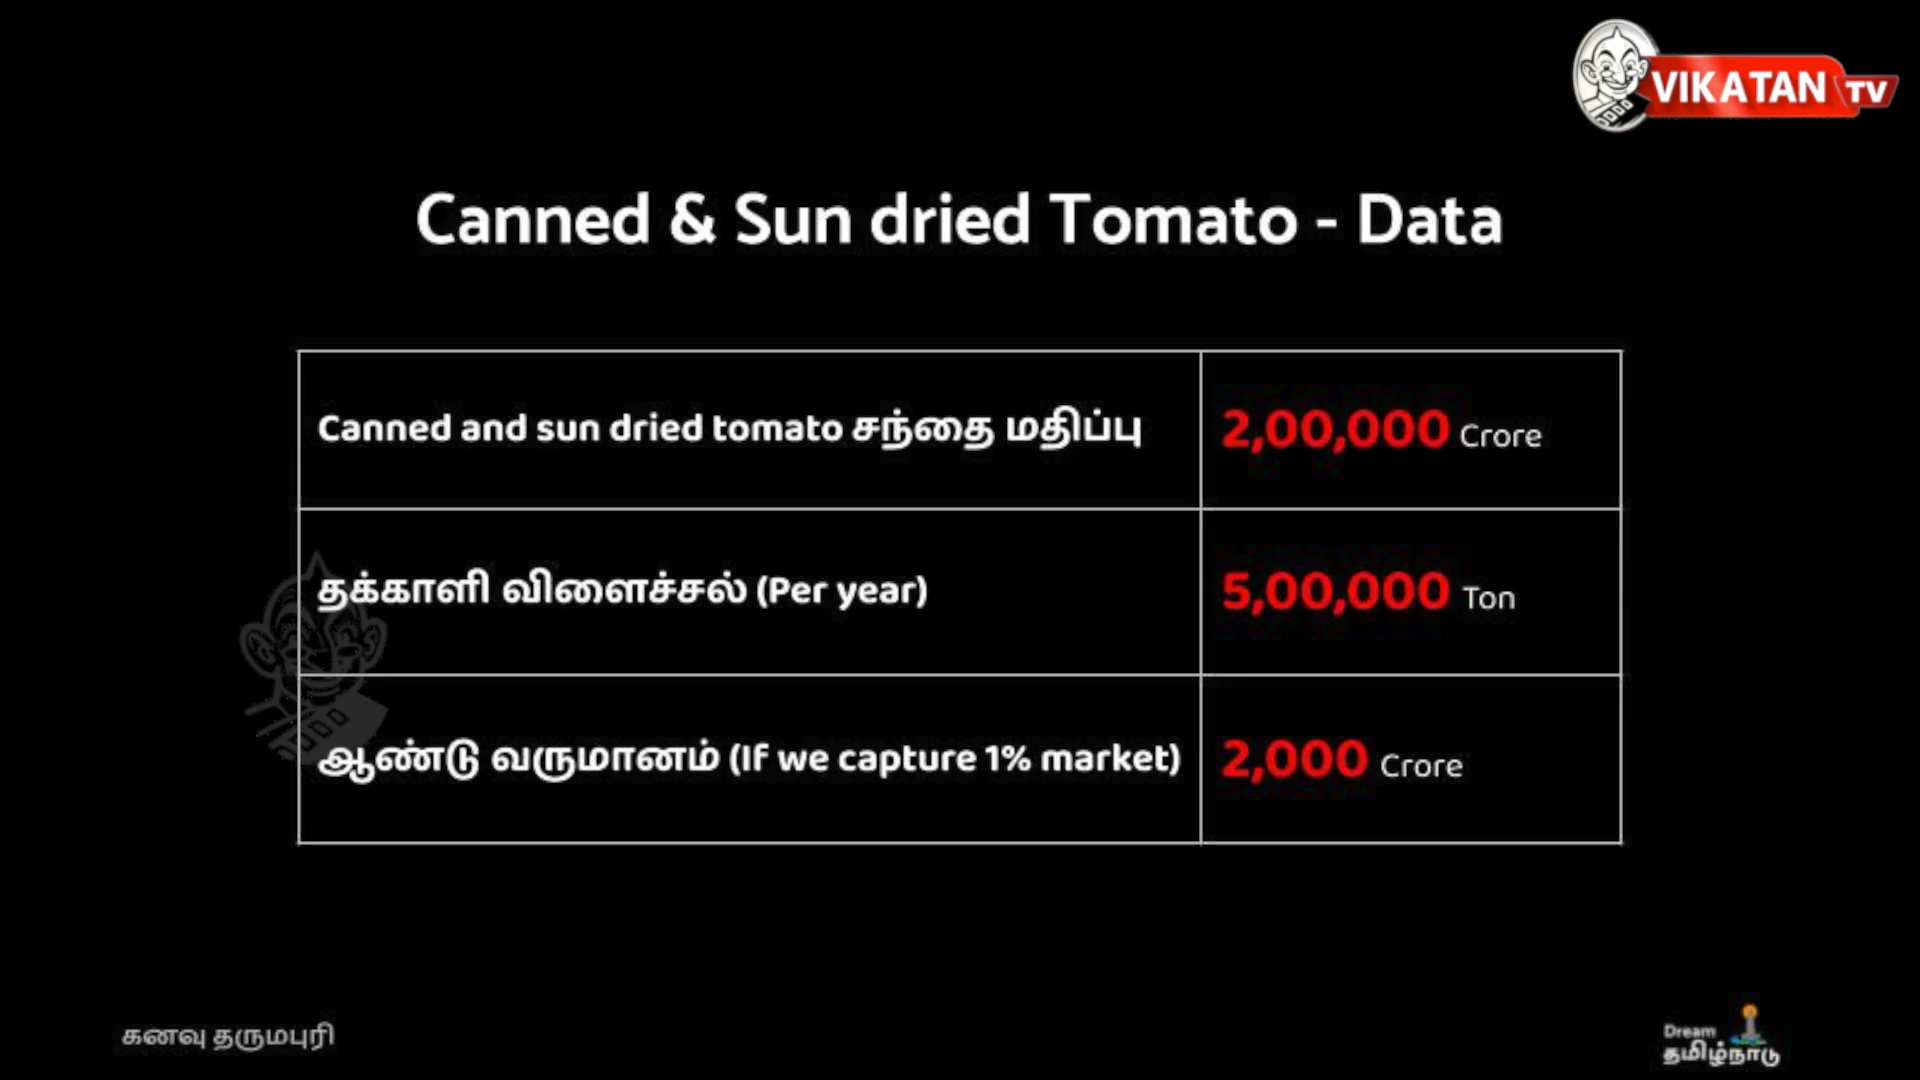 VIKATAN TV
Canned & Sun dried Tomato - Data
Canned and sun dried tomato சந்தை மதிப்பு 2,00,000 Crore
தக்காளி விளைச்சல் (Per year) 5,00,000 Ton
ஆண்டு வருமானம் (If we capture 1% market) 2,000 Crore
கனவு தருமபுரி
Dream
தமிழ்நாடு